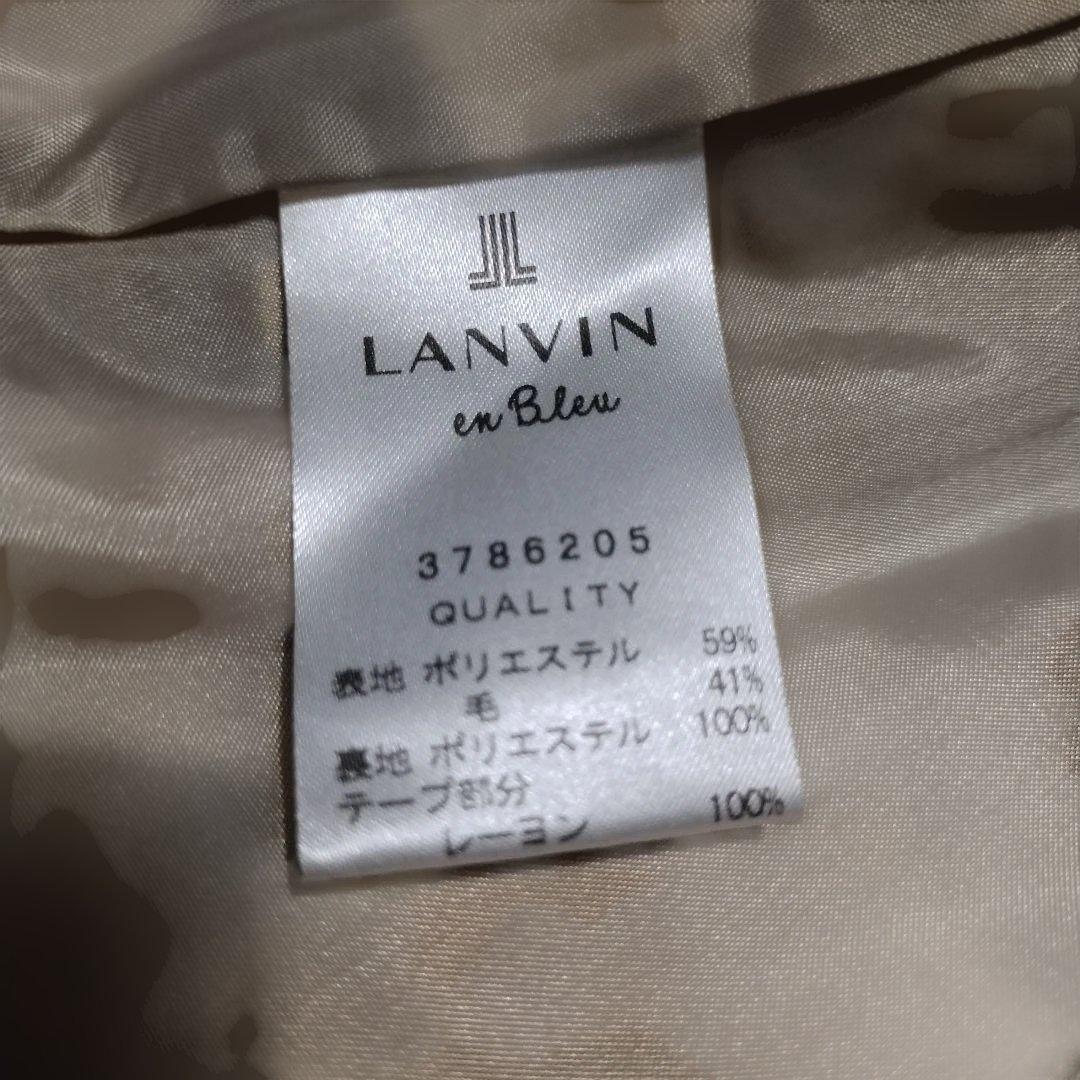 LANVIN
en Bleu
3786205
QUALITY
表地 ポリエステル 59%
毛 41%
裏地 ポリエステル 100%
テープ部分
レーヨン 100%